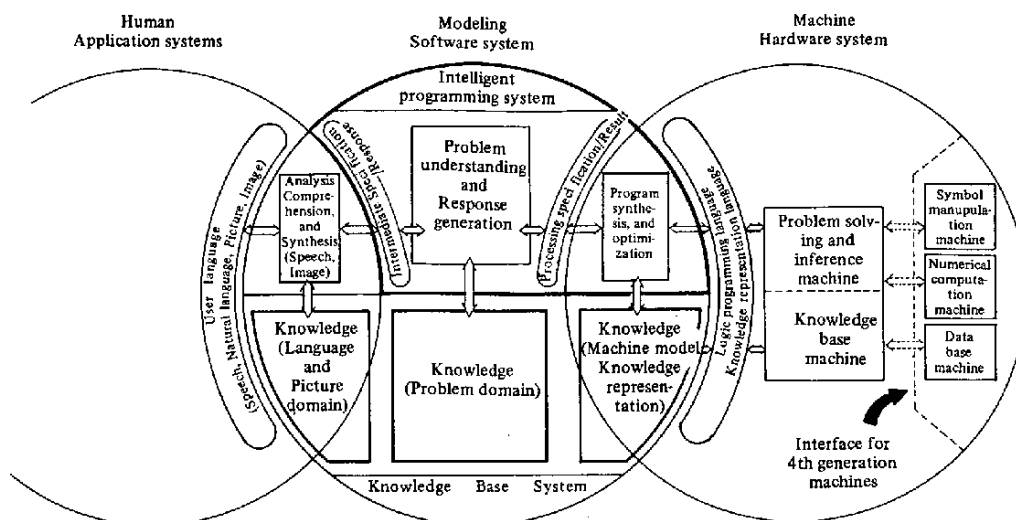 Human
Application systems
Modeling
Software system
Machine
Hardware system
Intelligent
programming system
User language
(Speech, Natural language, Picture, Image)
Analysis
Compre-
hension,
and
Synthesis
(Speech,
Image)
Intermediate Specification
/Response
Problem
understanding
and
Response
generation
Processing specification/Result
Program
synthe-
sis, and
optimi-
zation
Logic programming language
Knowledge representation language
Problem solv-
ing and
inference
machine
Knowledge
base
machine
Symbol
manupula-
tion
machine
Numerical
computa-
tion
machine
Data
base
machine
Knowledge
(Language
and
Picture
domain)
Knowledge
(Problem domain)
Knowledge
(Machine model
Knowledge
represen-
tation)
Interface for
4th generation
machines
Knowledge Base System